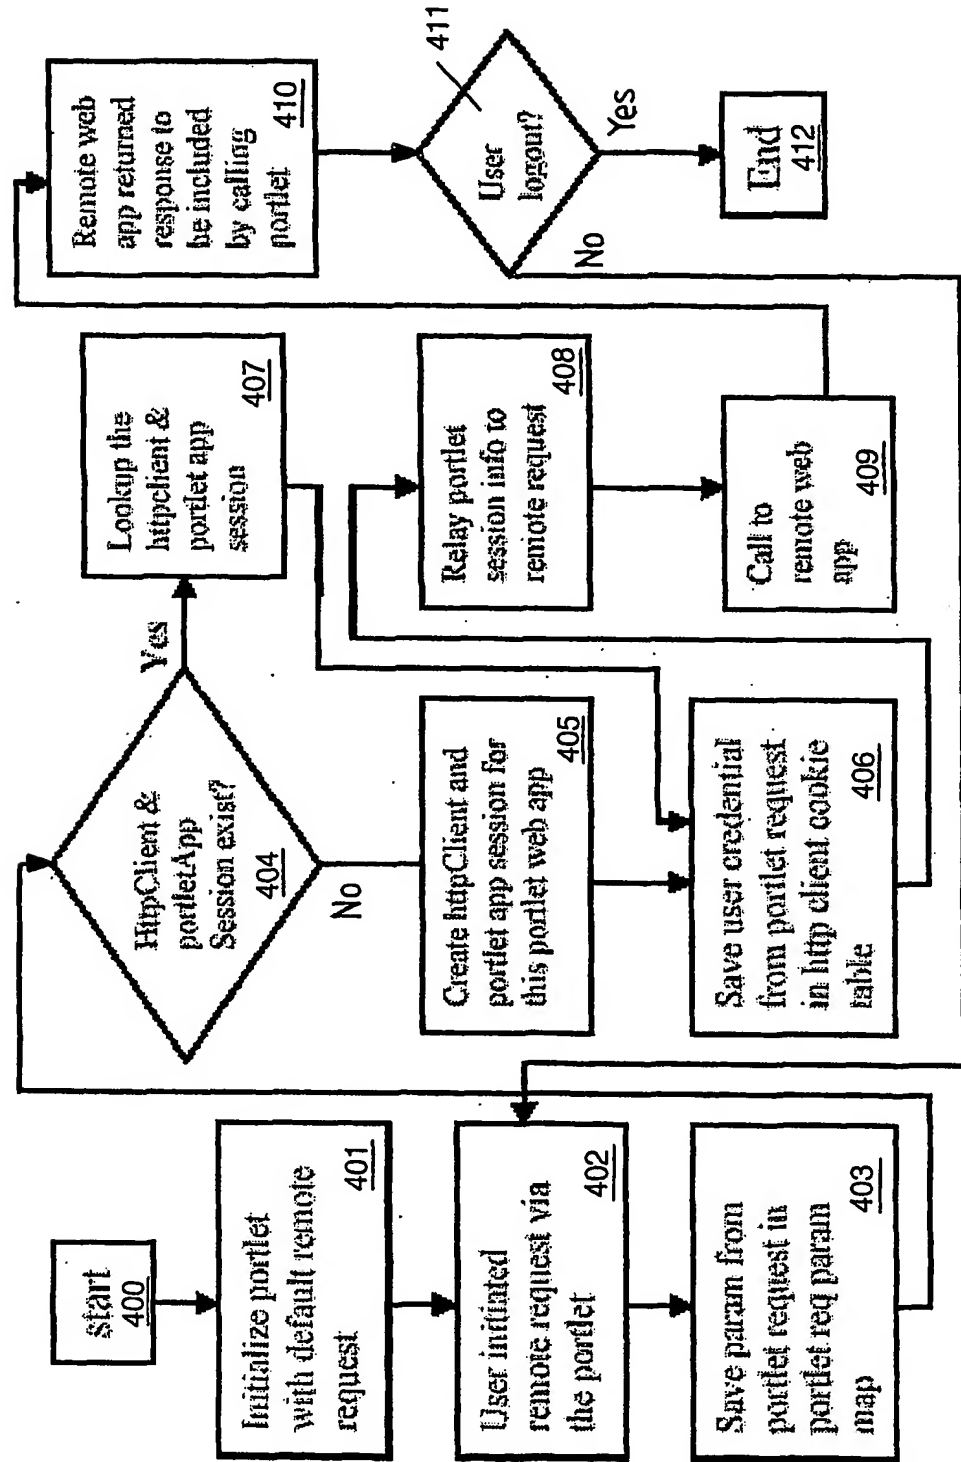 start
400
Initialize portlet
with default remote
request
401
User initiated
remote request via
the portlet
402
Save param from
portlet request in
portlet req param
map
403
HttpClient &
portletApp
Session exist?
404
Yes
No
Create httpClient and
portlet app session for
this portlet web app
405
Save user credential
from portlet request
in http client cookie
table
406
Lookup the
httpclient &
portlet app
session
407
Relay portlet
session info to
remote request
408
Call to
remote web
app
409
Remote web
app returned
response to
be included
by calling
portlet
410
411
User
logout?
No
Yes
End
412